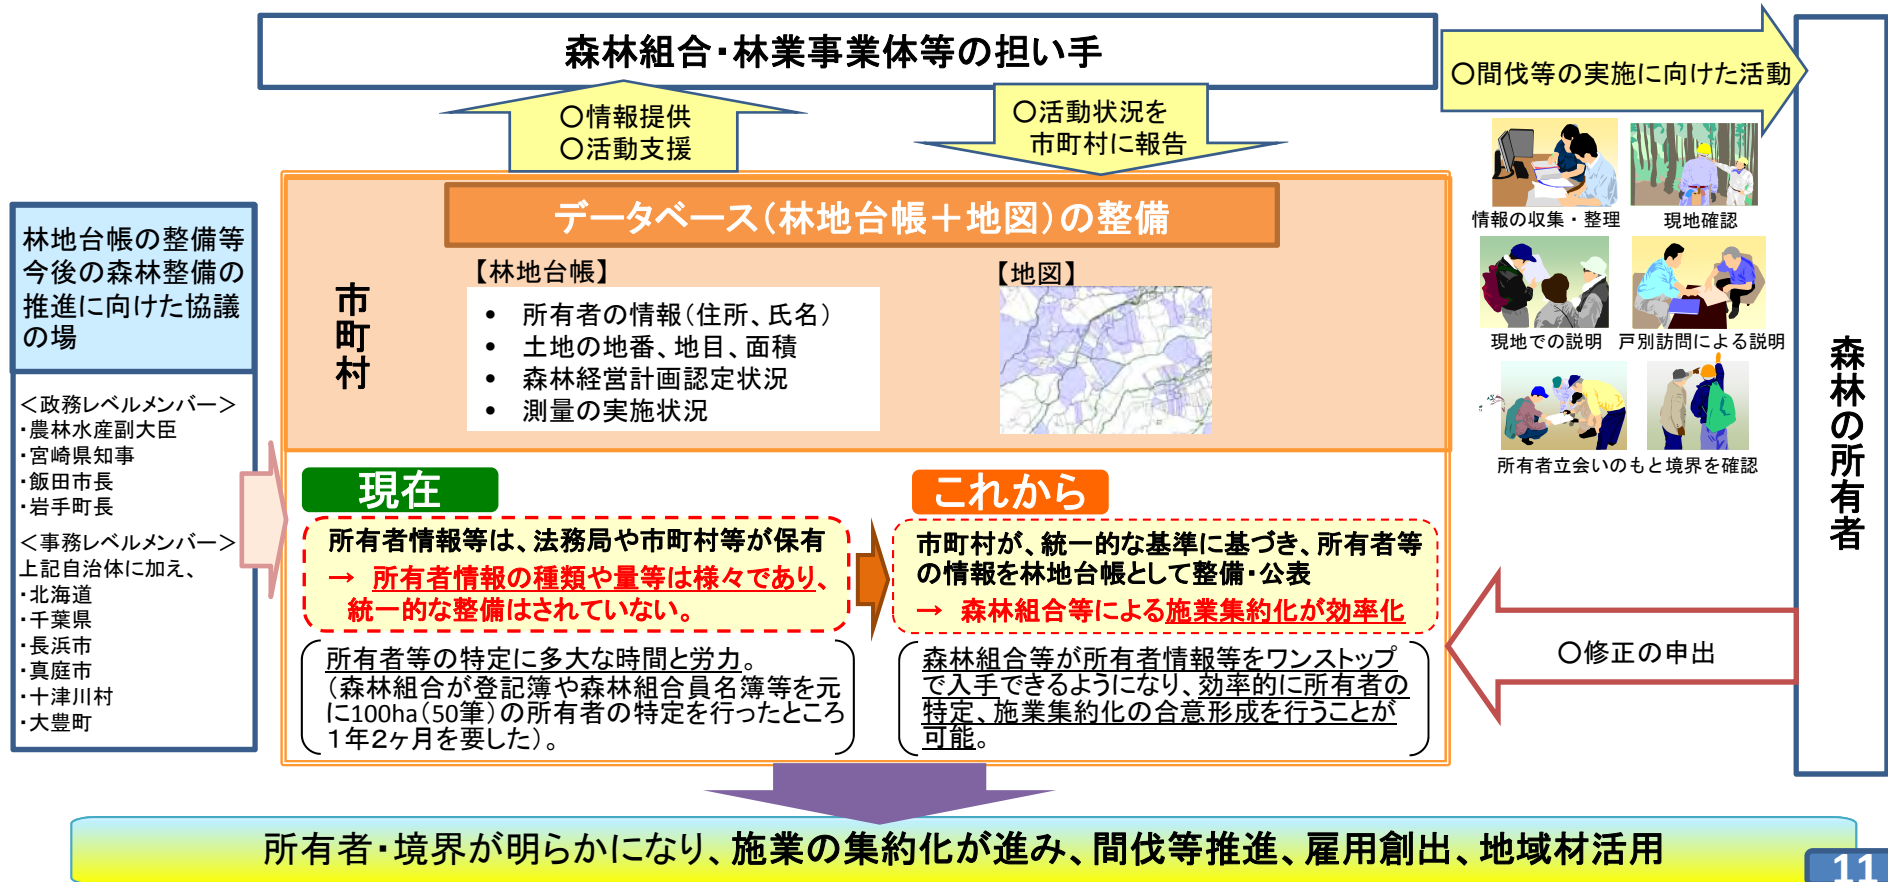 森林組合・林業事業体等の担い手
○間伐等の実施に向けた活動
○情報提供
○活動支援
○活動状況を
市町村に報告
情報の収集・整理
現地確認
現地での説明
戸別訪問による説明
所有者立会いのもと境界を確認
森林の所有者
○修正の申出
林地台帳の整備等
今後の森林整備の
推進に向けた協議
の場
＜政務レベルメンバー＞
・農林水産副大臣
・宮崎県知事
・飯田市長
・岩手町長
＜事務レベルメンバー＞
上記自治体に加え、
・北海道
・千葉県
・長浜市
・真庭市
・十津川村
・大豊町
データベース（林地台帳＋地図）の整備
市町村
【林地台帳】
• 所有者の情報（住所、氏名）
• 土地の地番、地目、面積
• 森林経営計画認定状況
• 測量の実施状況
【地図】
現在
所有者情報等は、法務局や市町村等が保有
→ 所有者情報の種類や量等は様々であり、
統一的な整備はされていない。
所有者等の特定に多大な時間と労力。
（森林組合が登記簿や森林組合員名簿等を元
に100ha（50筆）の所有者の特定を行ったところ
１年２ヶ月を要した）。
これから
市町村が、統一的な基準に基づき、所有者等
の情報を林地台帳として整備・公表
→ 森林組合等による施業集約化が効率化
森林組合等が所有者情報等をワンストップ
で入手できるようになり、効率的に所有者の
特定、施業集約化の合意形成を行うことが
可能。
所有者・境界が明らかになり、施業の集約化が進み、間伐等推進、雇用創出、地域材活用
11